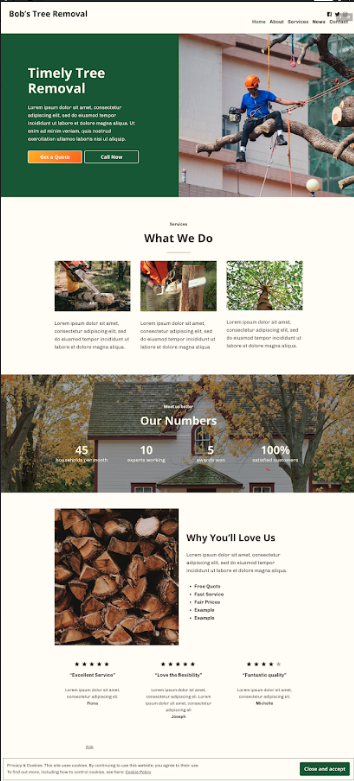 Bob's Tree Removal
Home About Services News Contact
Timely Tree
Removal
Lorem ipsum dolor sit amet, consectetur
adipiscing elit, sed do eiusmod tempor
incididunt ut labore et dolore magna aliqua. Ut
enim ad minim veniam, quis nostrud
exercitation ullamco laboris nisi ut aliquip.
Get a Quote
Call Now
Services
What We Do
Lorem ipsum dolor sit amet,
consectetur adipiscing elit, sed
do eiusmod tempor incididunt ut
labore et dolore magna aliqua.
Lorem ipsum dolor sit amet,
consectetur adipiscing elit, sed
do eiusmod tempor incididunt ut
labore et dolore magna aliqua.
Lorem ipsum dolor sit amet,
consectetur adipiscing elit, sed
do eiusmod tempor incididunt ut
labore et dolore magna aliqua.
Our Numbers
45
households per month
10
experts working
5
awards won
100%
satisfied customers
Why You'll Love Us
Lorem ipsum dolor sit amet, consectetur
adipiscing elit, sed do eiusmod tempor
incididunt ut labore et dolore magna aliqua.
• Free Quote
• Fast Service
• Fair Prices
• Example
• Example
"Excellent Service"
Lorem ipsum dolor sit amet,
consectetur adipiscing elit.
"Love the flexibility"
Lorem ipsum dolor sit amet,
consectetur adipiscing elit. Lorem
ipsum dolor sit amet, consectetur
adipiscing elit.
Joseph
"Fantastic quality"
Lorem ipsum dolor sit amet,
consectetur adipiscing elit.
Michelle
Edit
Privacy & Cookies: This site uses cookies. By continuing to use this website, you agree to their use.
To find out more, including how to control cookies, see here: Cookie Policy
Close and accept